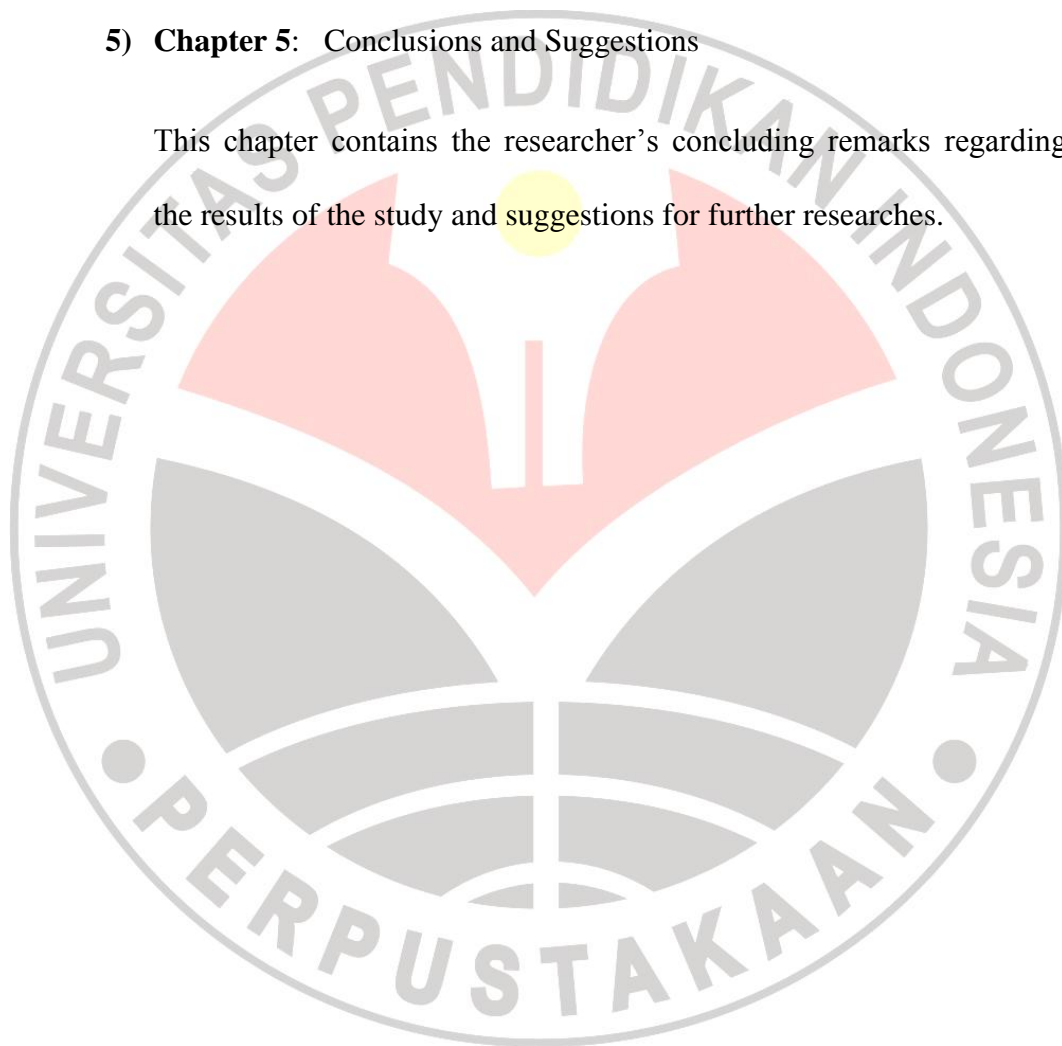 5) Chapter 5: Conclusions and Suggestions
This chapter contains the researcher’s concluding remarks regarding
the results of the study and suggestions for further researches.
UNIVERSITAS PENDIDIKAN INDONESIA
PERPUSTAKAAN